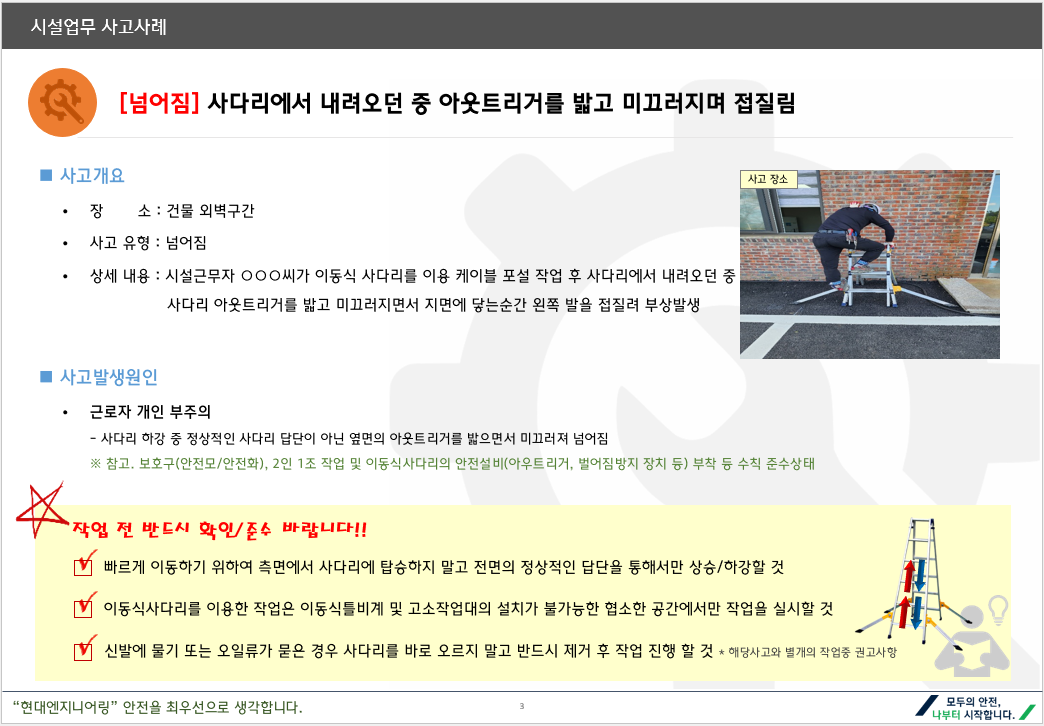 시설업무 사고사례
[넘어짐] 사다리에서 내려오던 중 아웃트리거를 밟고 미끄러지며 접질림
■ 사고개요
• 장 소 : 건물 외벽구간
• 사고 유형 : 넘어짐
• 상세 내용 : 시설근무자 ○○○씨가 이동식 사다리를 이용 케이블 포설 작업 후 사다리에서 내려오던 중
사다리 아웃트리거를 밟고 미끄러지면서 지면에 닿는순간 왼쪽 발을 접질려 부상발생
사고 장소
■ 사고발생원인
• 근로자 개인 부주의
- 사다리 하강 중 정상적인 사다리 답단이 아닌 옆면의 아웃트리거를 밟으면서 미끄러져 넘어짐
※ 참고. 보호구(안전모/안전화), 2인 1조 작업 및 이동식사다리의 안전설비(아우트리거, 벌어짐방지 장치 등) 부착 등 수칙 준수상태
작업 전 반드시 확인/준수 바랍니다!!
빠르게 이동하기 위하여 측면에서 사다리에 탑승하지 말고 전면의 정상적인 답단을 통해서만 상승/하강할 것
이동식사다리를 이용한 작업은 이동식틀비계 및 고소작업대의 설치가 불가능한 협소한 공간에서만 작업을 실시할 것
신발에 물기 또는 오일류가 묻은 경우 사다리를 바로 오르지 말고 반드시 제거 후 작업 진행 할 것 * 해당사고와 별개의 작업중 권고사항
“현대엔지니어링” 안전을 최우선으로 생각합니다.
3
모두의 안전,
나부터 시작합니다.